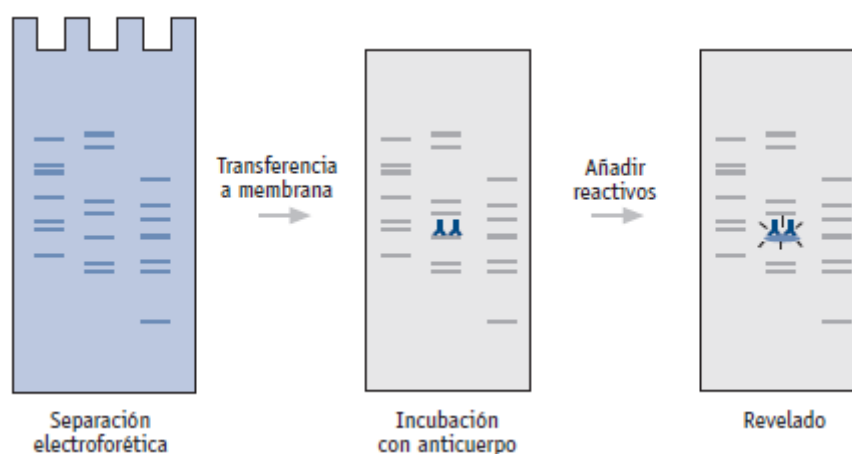 Transferencia
a membrana
Añadir
reactivos
Separación
electroforética
Incubación
con anticuerpo
Revelado